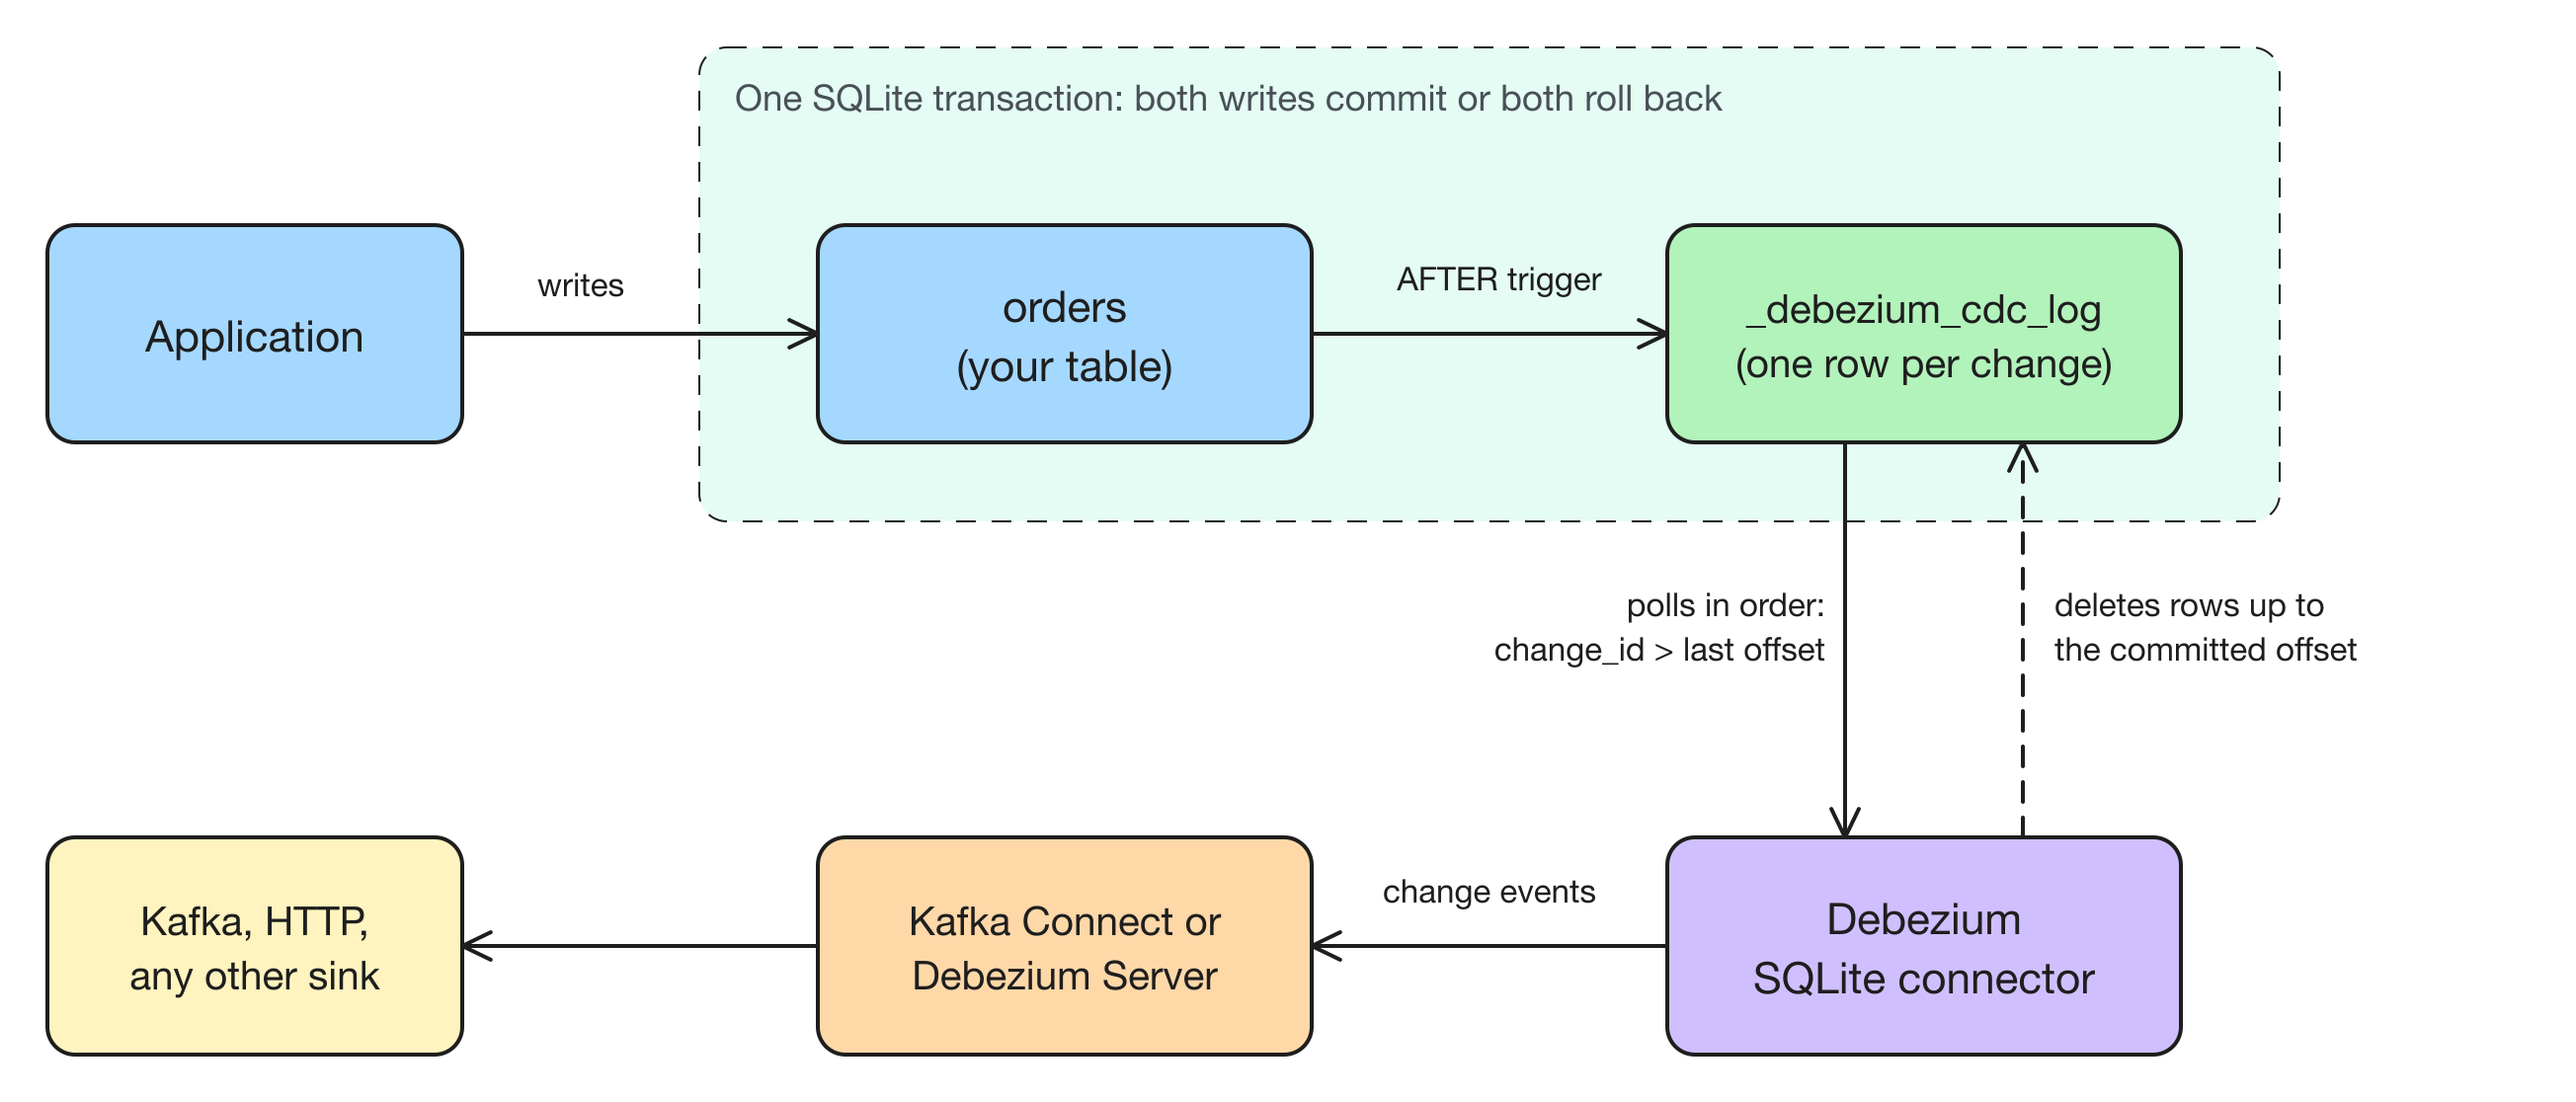 One SQLite transaction: both writes commit or both roll back
Application
writes
orders
(your table)
AFTER trigger
_debezium_cdc_log
(one row per change)
polls in order:
change_id > last offset
deletes rows up to
the committed offset
Kafka, HTTP,
any other sink
Kafka Connect or
Debezium Server
change events
Debezium
SQLite connector